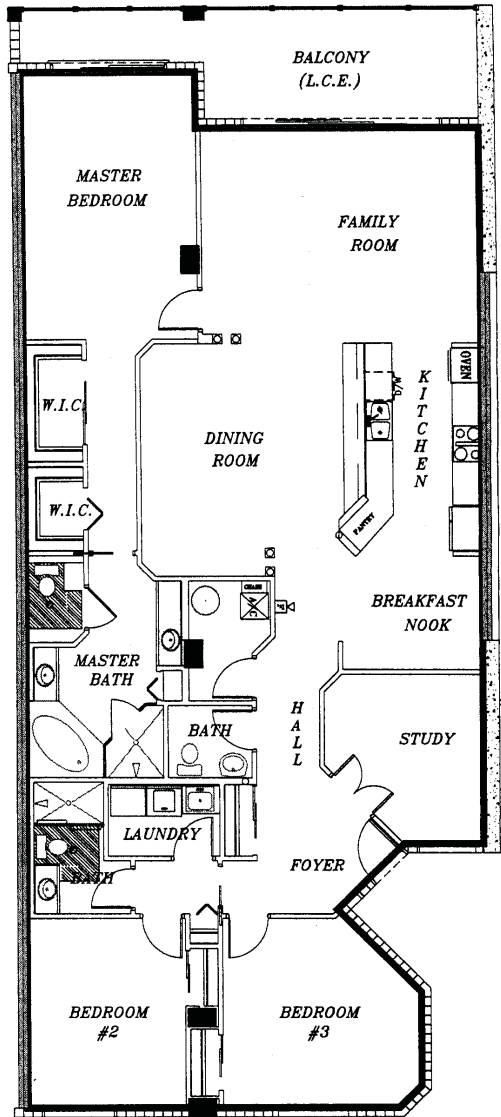 BALCONY
(L.C.E.)
MASTER
BEDROOM
FAMILY
ROOM
OVEN
D/W
KITCHEN
W.I.C.
DINING
ROOM
W.I.C.
PANTRY
CHASE
A/C
BREAKFAST
NOOK
MASTER
BATH
BATH
HALL
STUDY
LAUNDRY
FOYER
BATH
BEDROOM
#2
BEDROOM
#3